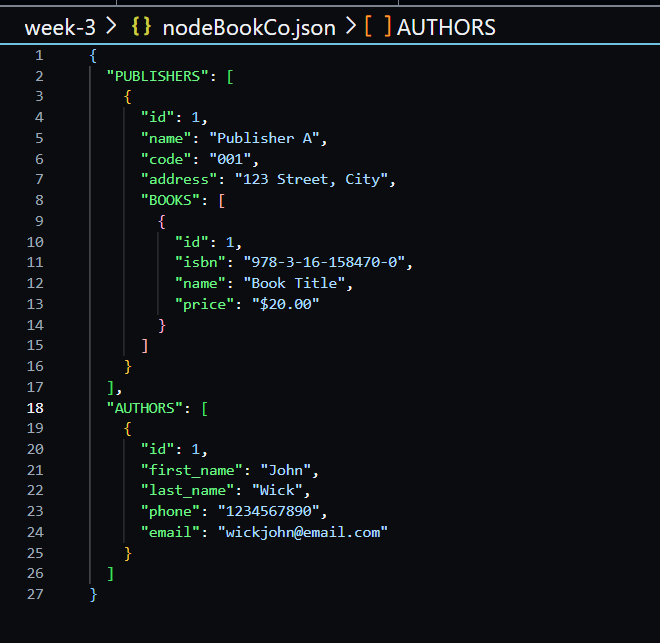 week-3 > {} nodeBookCo.json > [ ] AUTHORS
1 {
2 "PUBLISHERS": [
3 {
4 "id": 1,
5 "name": "Publisher A",
6 "code": "001",
7 "address": "123 Street, City",
8 "BOOKS": [
9 {
10 "id": 1,
11 "isbn": "978-3-16-158470-0",
12 "name": "Book Title",
13 "price": "$20.00"
14 }
15 ]
16 }
17 ],
18 "AUTHORS": [
19 {
20 "id": 1,
21 "first_name": "John",
22 "last_name": "Wick",
23 "phone": "1234567890",
24 "email": "wickjohn@email.com"
25 }
26 ]
27 }